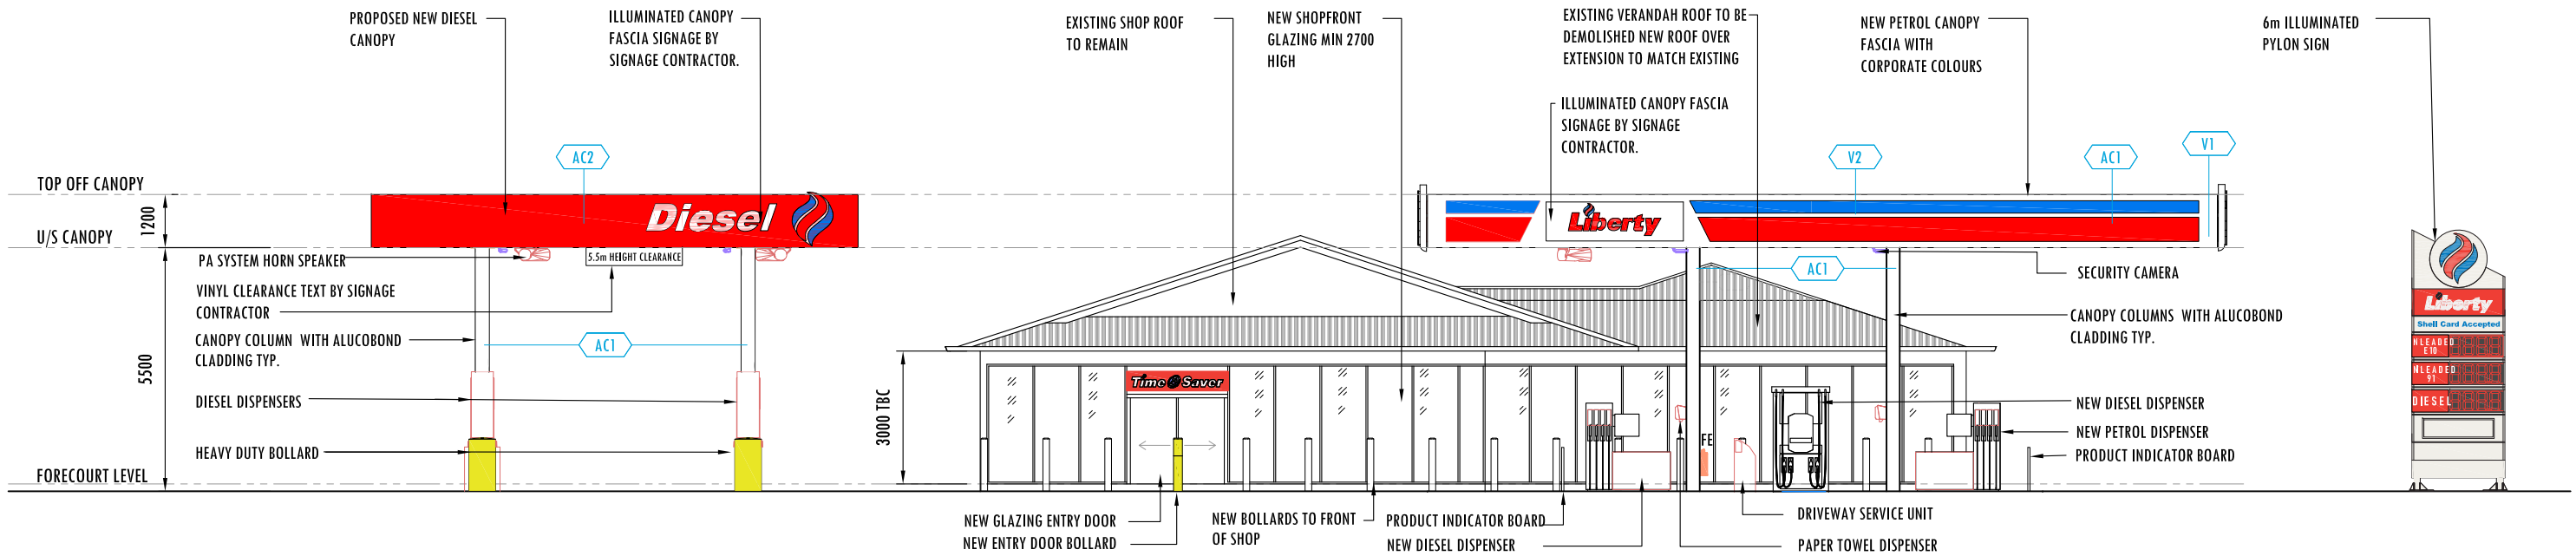 PROPOSED NEW DIESEL
CANOPY
ILLUMINATED CANOPY
FASCIA SIGNAGE BY
SIGNAGE CONTRACTOR.
EXISTING SHOP ROOF
TO REMAIN
NEW SHOPFRONT
GLAZING MIN 2700
HIGH
EXISTING VERANDAH ROOF TO BE
DEMOLISHED NEW ROOF OVER
EXTENSION TO MATCH EXISTING
NEW PETROL CANOPY
FASCIA WITH
CORPORATE COLOURS
6m ILLUMINATED
PYLON SIGN
ILLUMINATED CANOPY FASCIA
SIGNAGE BY SIGNAGE
CONTRACTOR.
AC2
V2
AC1
V1
TOP OFF CANOPY
1200
U/S CANOPY
Diesel
Liberty
PA SYSTEM HORN SPEAKER
5.5m HEIGHT CLEARANCE
AC1
SECURITY CAMERA
VINYL CLEARANCE TEXT BY SIGNAGE
CONTRACTOR
CANOPY COLUMN WITH ALUCOBOND
CLADDING TYP.
AC1
CANOPY COLUMNS WITH ALUCOBOND
CLADDING TYP.
Liberty
Shell Card Accepted
NLEADED
E10
NLEADED
91
DIESEL
5500
3000 TBC
Time Saver
DIESEL DISPENSERS
NEW DIESEL DISPENSER
HEAVY DUTY BOLLARD
FE
NEW PETROL DISPENSER
PRODUCT INDICATOR BOARD
FORECOURT LEVEL
NEW GLAZING ENTRY DOOR
NEW ENTRY DOOR BOLLARD
NEW BOLLARDS TO FRONT
OF SHOP
PRODUCT INDICATOR BOARD
NEW DIESEL DISPENSER
DRIVEWAY SERVICE UNIT
PAPER TOWEL DISPENSER